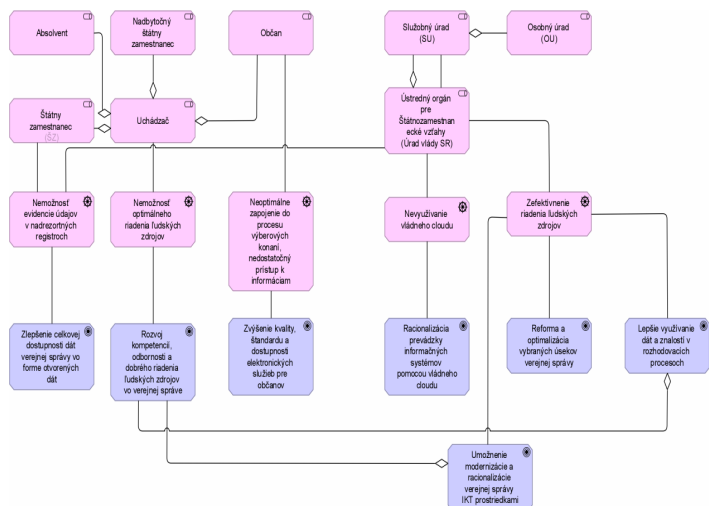 Absolvent
Nadbytočný
štátny
zamestnanec
Občan
Služobný úrad
(SU)
Osobný úrad
(OU)
Štátny
zamestnanec
(ŠZ)
Uchádzač
Ústredný orgán
pre
Štátnozamestnan
ecké vzťahy
(Úrad vlády SR)
Nemožnosť
evidencie údajov
v nadrezortných
registroch
Nemožnosť
optimálneho
riadenia ľudských
zdrojov
Neoptimálne
zapojenie do
procesu
výberových
konaní,
nedostatočný
prístup k
informáciam
Nevyužívanie
vládneho cloudu
Zefektívnenie
riadenia ľudských
zdrojov
Zlepšenie celkovej
dostupnosti dát
verejnej správy vo
forme otvorených
dát
Rozvoj
kompetencií,
odbornosti a
dobrého riadenia
ľudských zdrojov
vo verejnej správe
Zvýšenie kvality,
štandardu a
dostupnosti
elektronických
služieb pre
občanov
Racionalizácia
prevádzky
informačných
systémov
pomocou vládneho
cloudu
Reforma a
optimalizácia
vybraných úsekov
verejnej správy
Lepšie využívanie
dát a znalostí v
rozhodovacích
procesoch
Umožnenie
modernizácie a
racionalizácie
verejnej správy
IKT prostriedkami